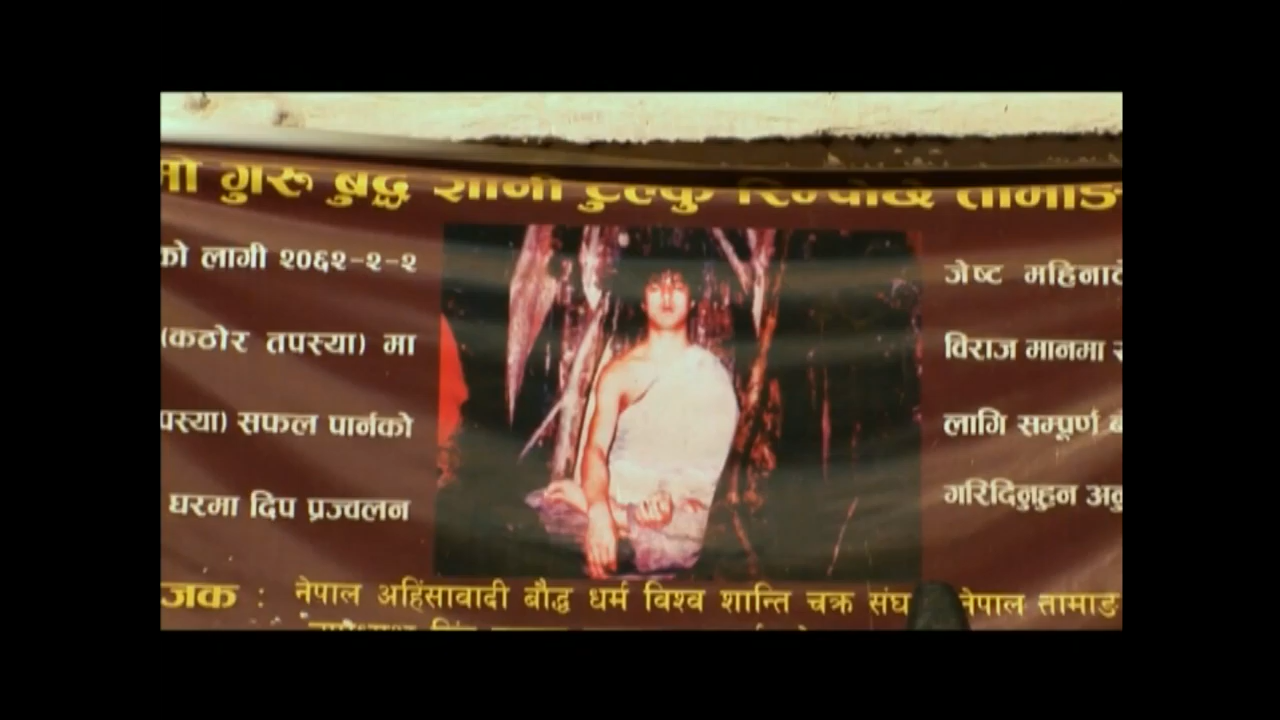 गुरू बुद्ध ज्ञानी टुल्कु रिन्पोछे तामाङ
को लागी २०६२-२-२
जेष्ट महिना
(कठोर तपस्या) मा
विराज मानमा
पस्या) सफल पार्नको
लागि सम्पूर्ण
घरमा दिप प्रज्वलन
गरिदिनुहुन
जक : नेपाल अहिंसावादी बौद्ध धर्म विश्व शान्ति चक्र संघ नेपाल तामाङ